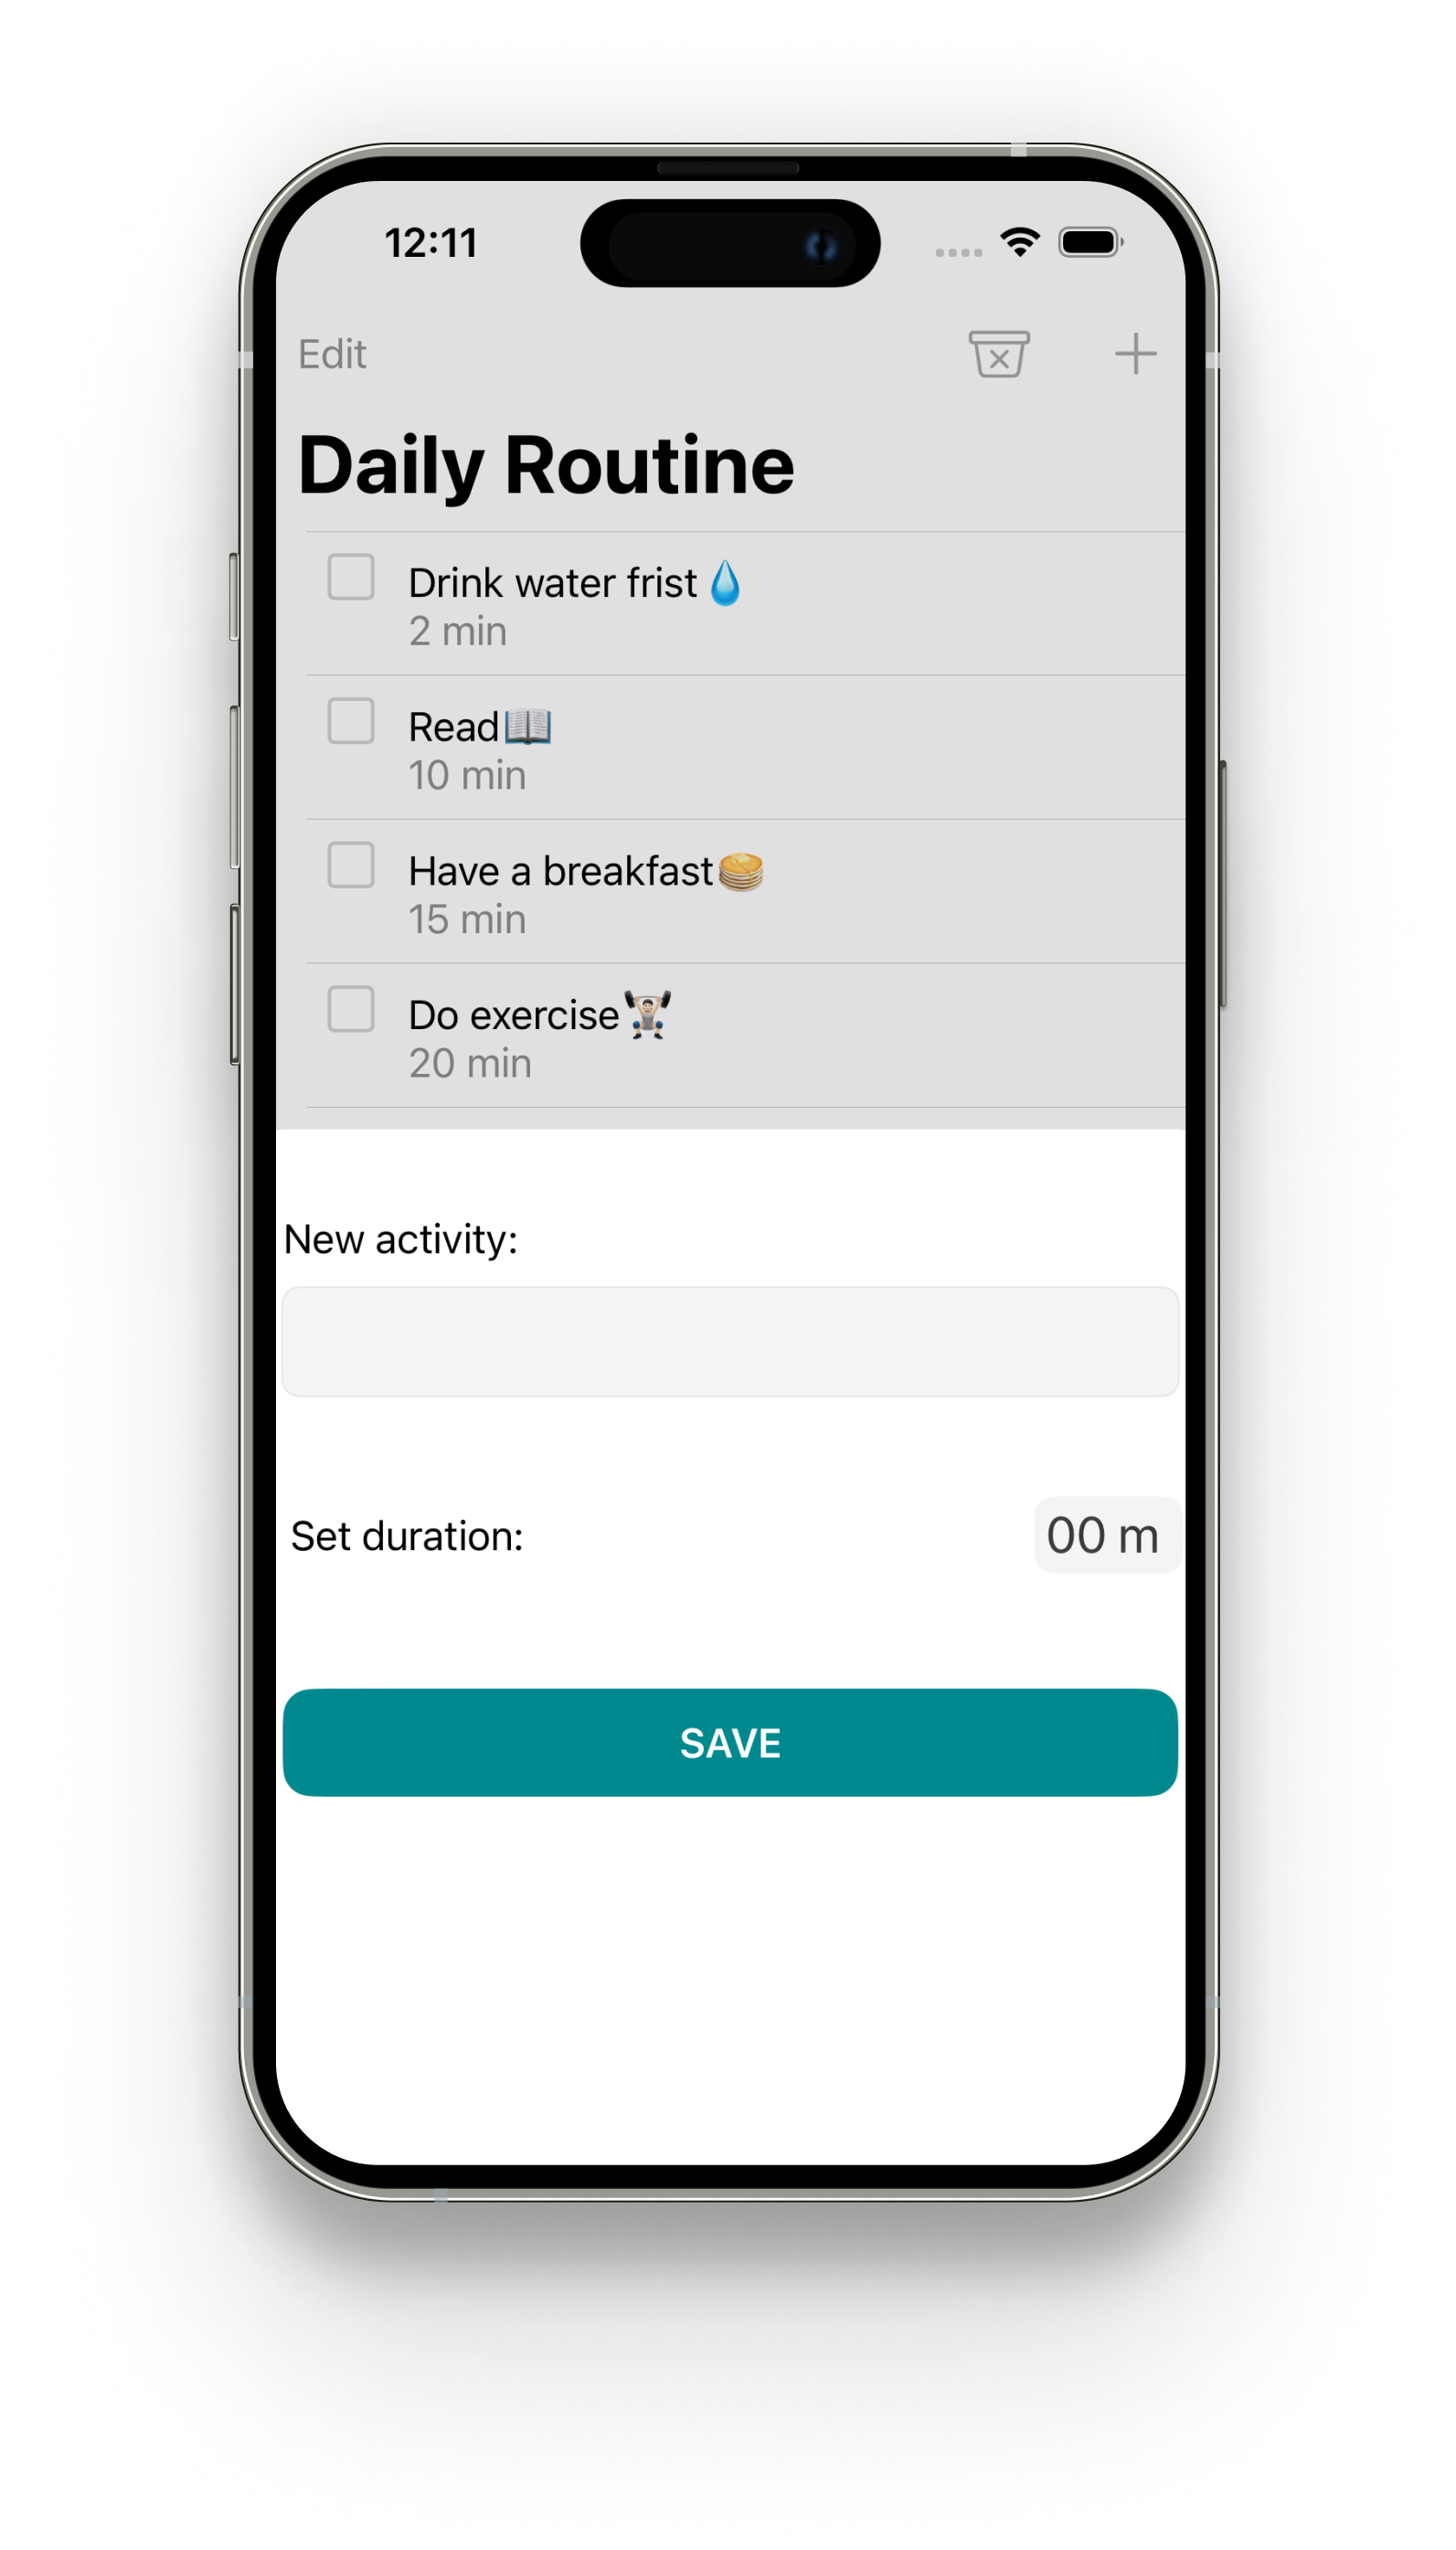 12:11
Edit
Daily Routine
Drink water frist💧
2 min
Read📖
10 min
Have a breakfast🥞
15 min
Do exercise🏋🏻
20 min
New activity:
Set duration:
00 m
SAVE